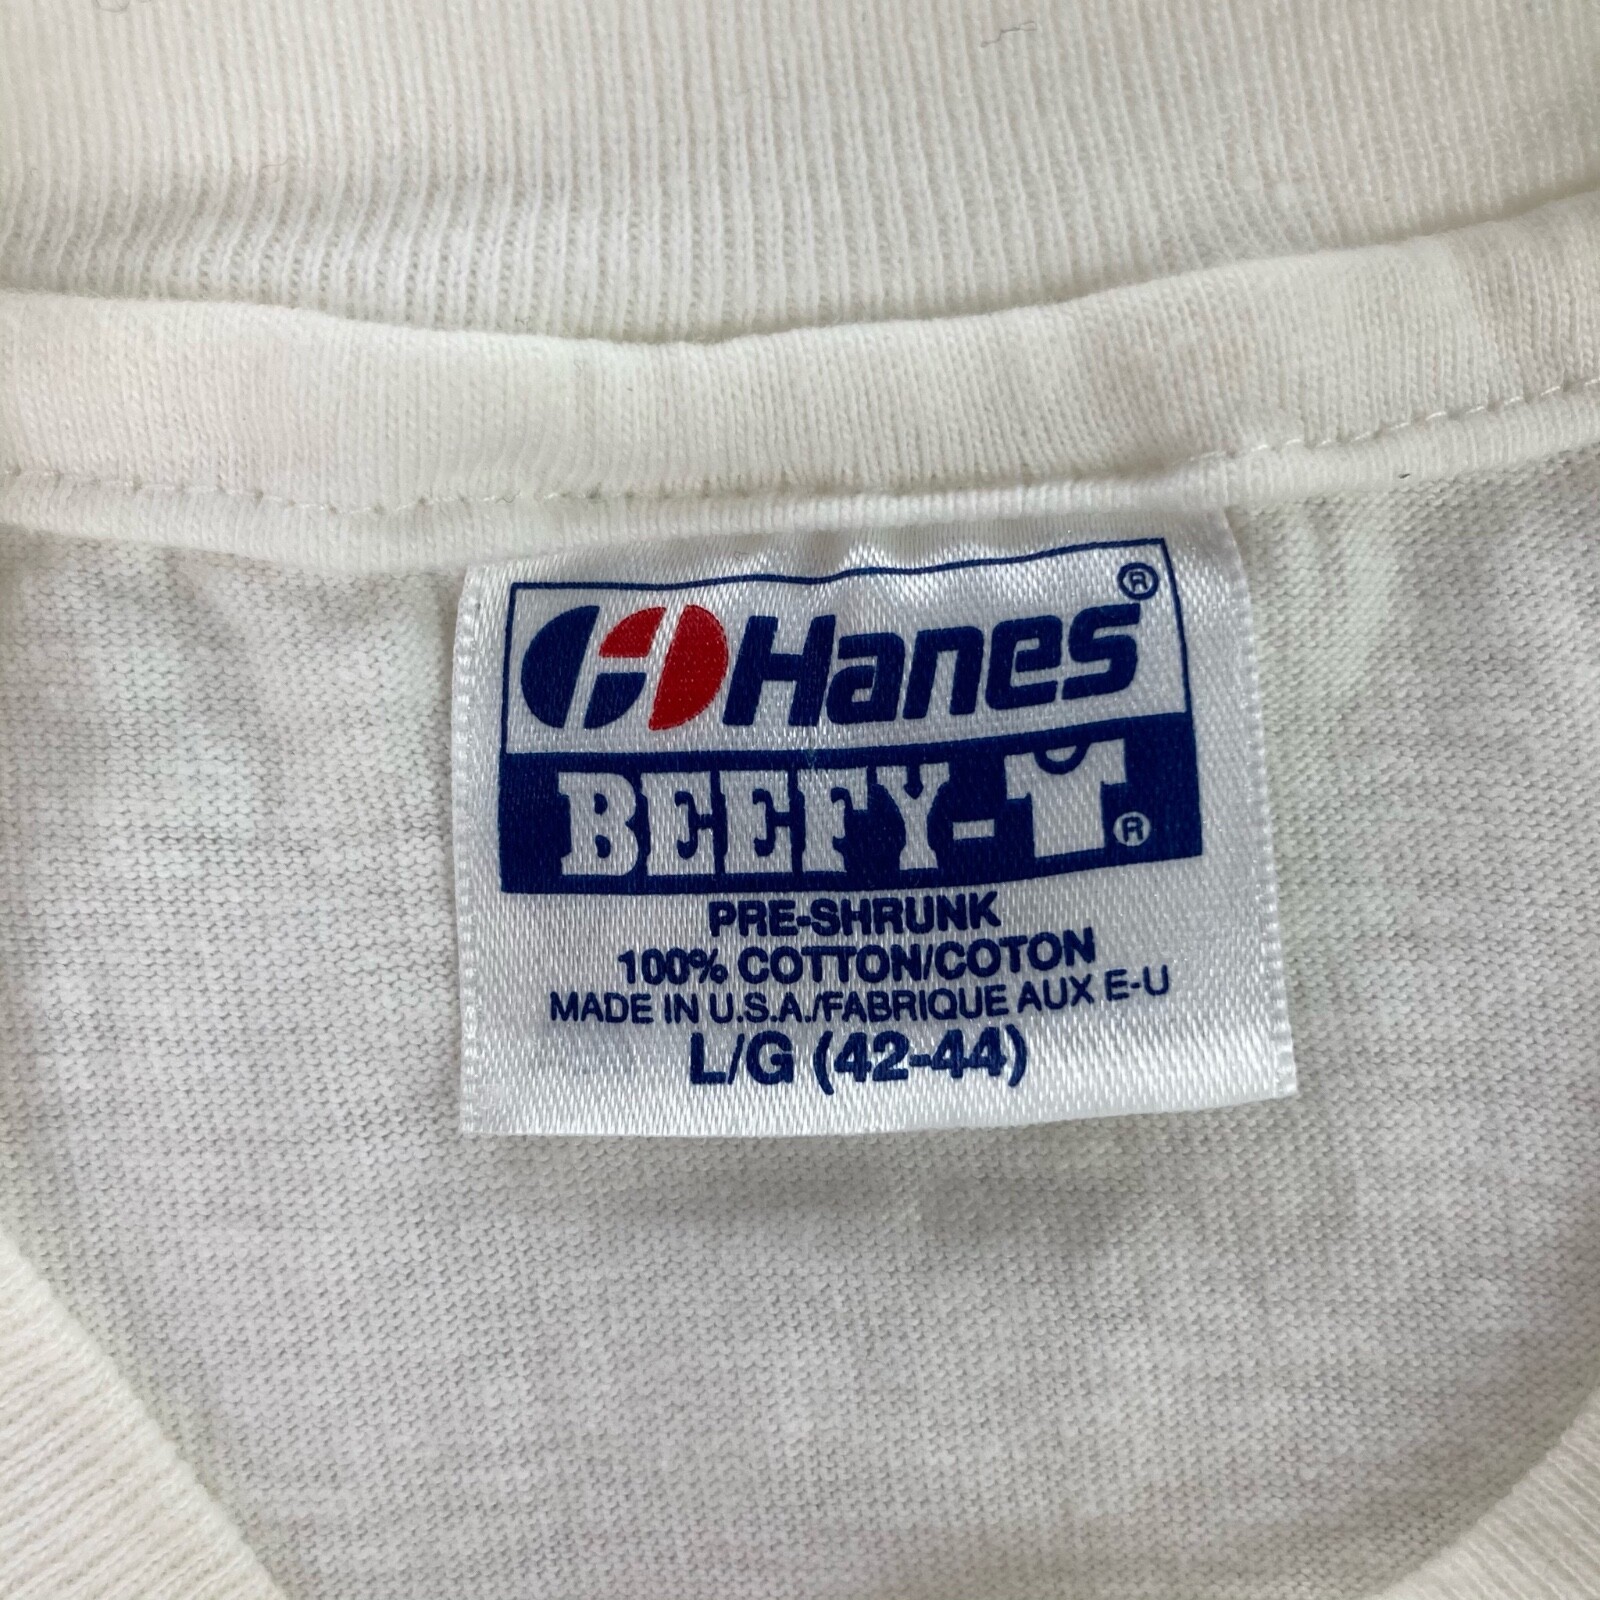 Hanes®
BEEFY-T®
PRE-SHRUNK
100% COTTON/COTON
MADE IN U.S.A./FABRIQUE AUX E-U
L/G (42-44)